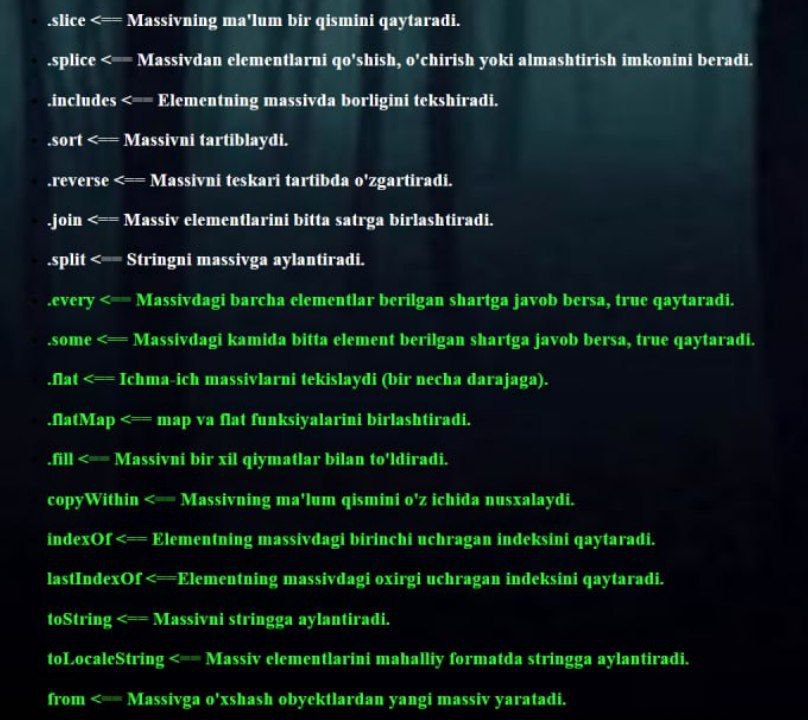 .slice <== Massivning ma'lum bir qismini qaytaradi.
.splice <== Massivdan elementlarni qo'shish, o'chirish yoki almashtirish imkonini beradi.
.includes <== Elementning massivda borligini tekshiradi.
.sort <== Massivni tartiblaydi.
.reverse <== Massivni teskari tartibda o'zgartiradi.
.join <== Massiv elementlarini bitta satrga birlashtiradi.
.split <== Stringni massivga aylantiradi.
.every <== Massivdagi barcha elementlar berilgan shartga javob bersa, true qaytaradi.
.some <== Massivdagi kamida bitta element berilgan shartga javob bersa, true qaytaradi.
.flat <== Ichma-ich massivlarni tekislaydi (bir necha darajaga).
.flatMap <== map va flat funksiyalarini birlashtiradi.
.fill <== Massivni bir xil qiymatlar bilan to'ldiradi.
copyWithin <== Massivning ma'lum qismini o'z ichida nusxalaydi.
indexOf <== Elementning massivdagi birinchi uchragan indeksini qaytaradi.
lastIndexOf <==Elementning massivdagi oxirgi uchragan indeksini qaytaradi.
toString <== Massivni stringga aylantiradi.
toLocaleString <== Massiv elementlarini mahalliy formatda stringga aylantiradi.
from <== Massivga o'xshash obyektlardan yangi massiv yaratadi.